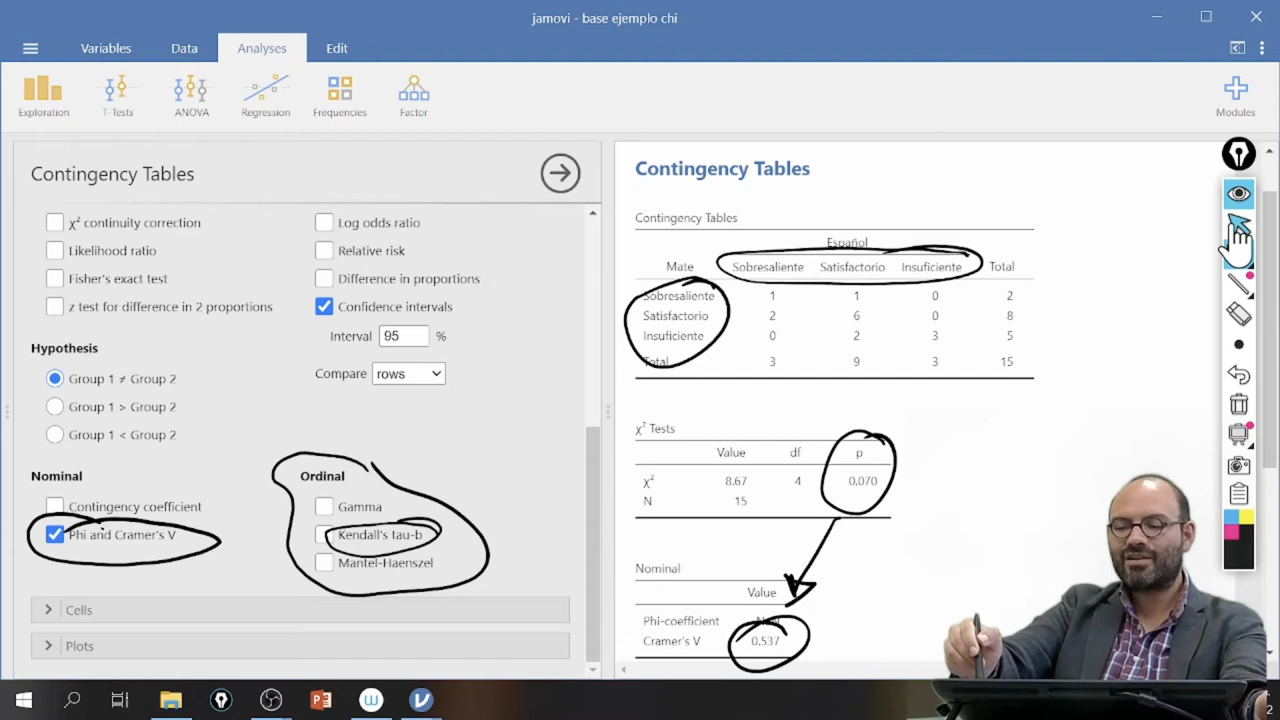 jamovi - base ejemplo chi
Variables Data Analyses Edit
Exploration T-Tests ANOVA Regression Frequencies Factor Modules
Contingency Tables
χ² continuity correction Log odds ratio
Likelihood ratio Relative risk
Fisher's exact test Difference in proportions
z test for difference in 2 proportions Confidence intervals
Interval 95 %
Hypothesis
Compare rows
Group 1 ≠ Group 2
Group 1 > Group 2
Group 1 < Group 2
Nominal Ordinal
Contingency coefficient Gamma
Phi and Cramer's V Kendall's tau-b
Mantel-Haenszel
Cells
Plots
Contingency Tables
Contingency Tables
Español
Mate Sobresaliente Satisfactorio Insuficiente Total
Sobresaliente 1 1 0 2
Satisfactorio 2 6 0 8
Insuficiente 0 2 3 5
Total 3 9 3 15
χ² Tests
Value df p
χ² 8.67 4 0.070
N 15
Nominal
Value
Phi-coefficient
Cramer's V 0.537